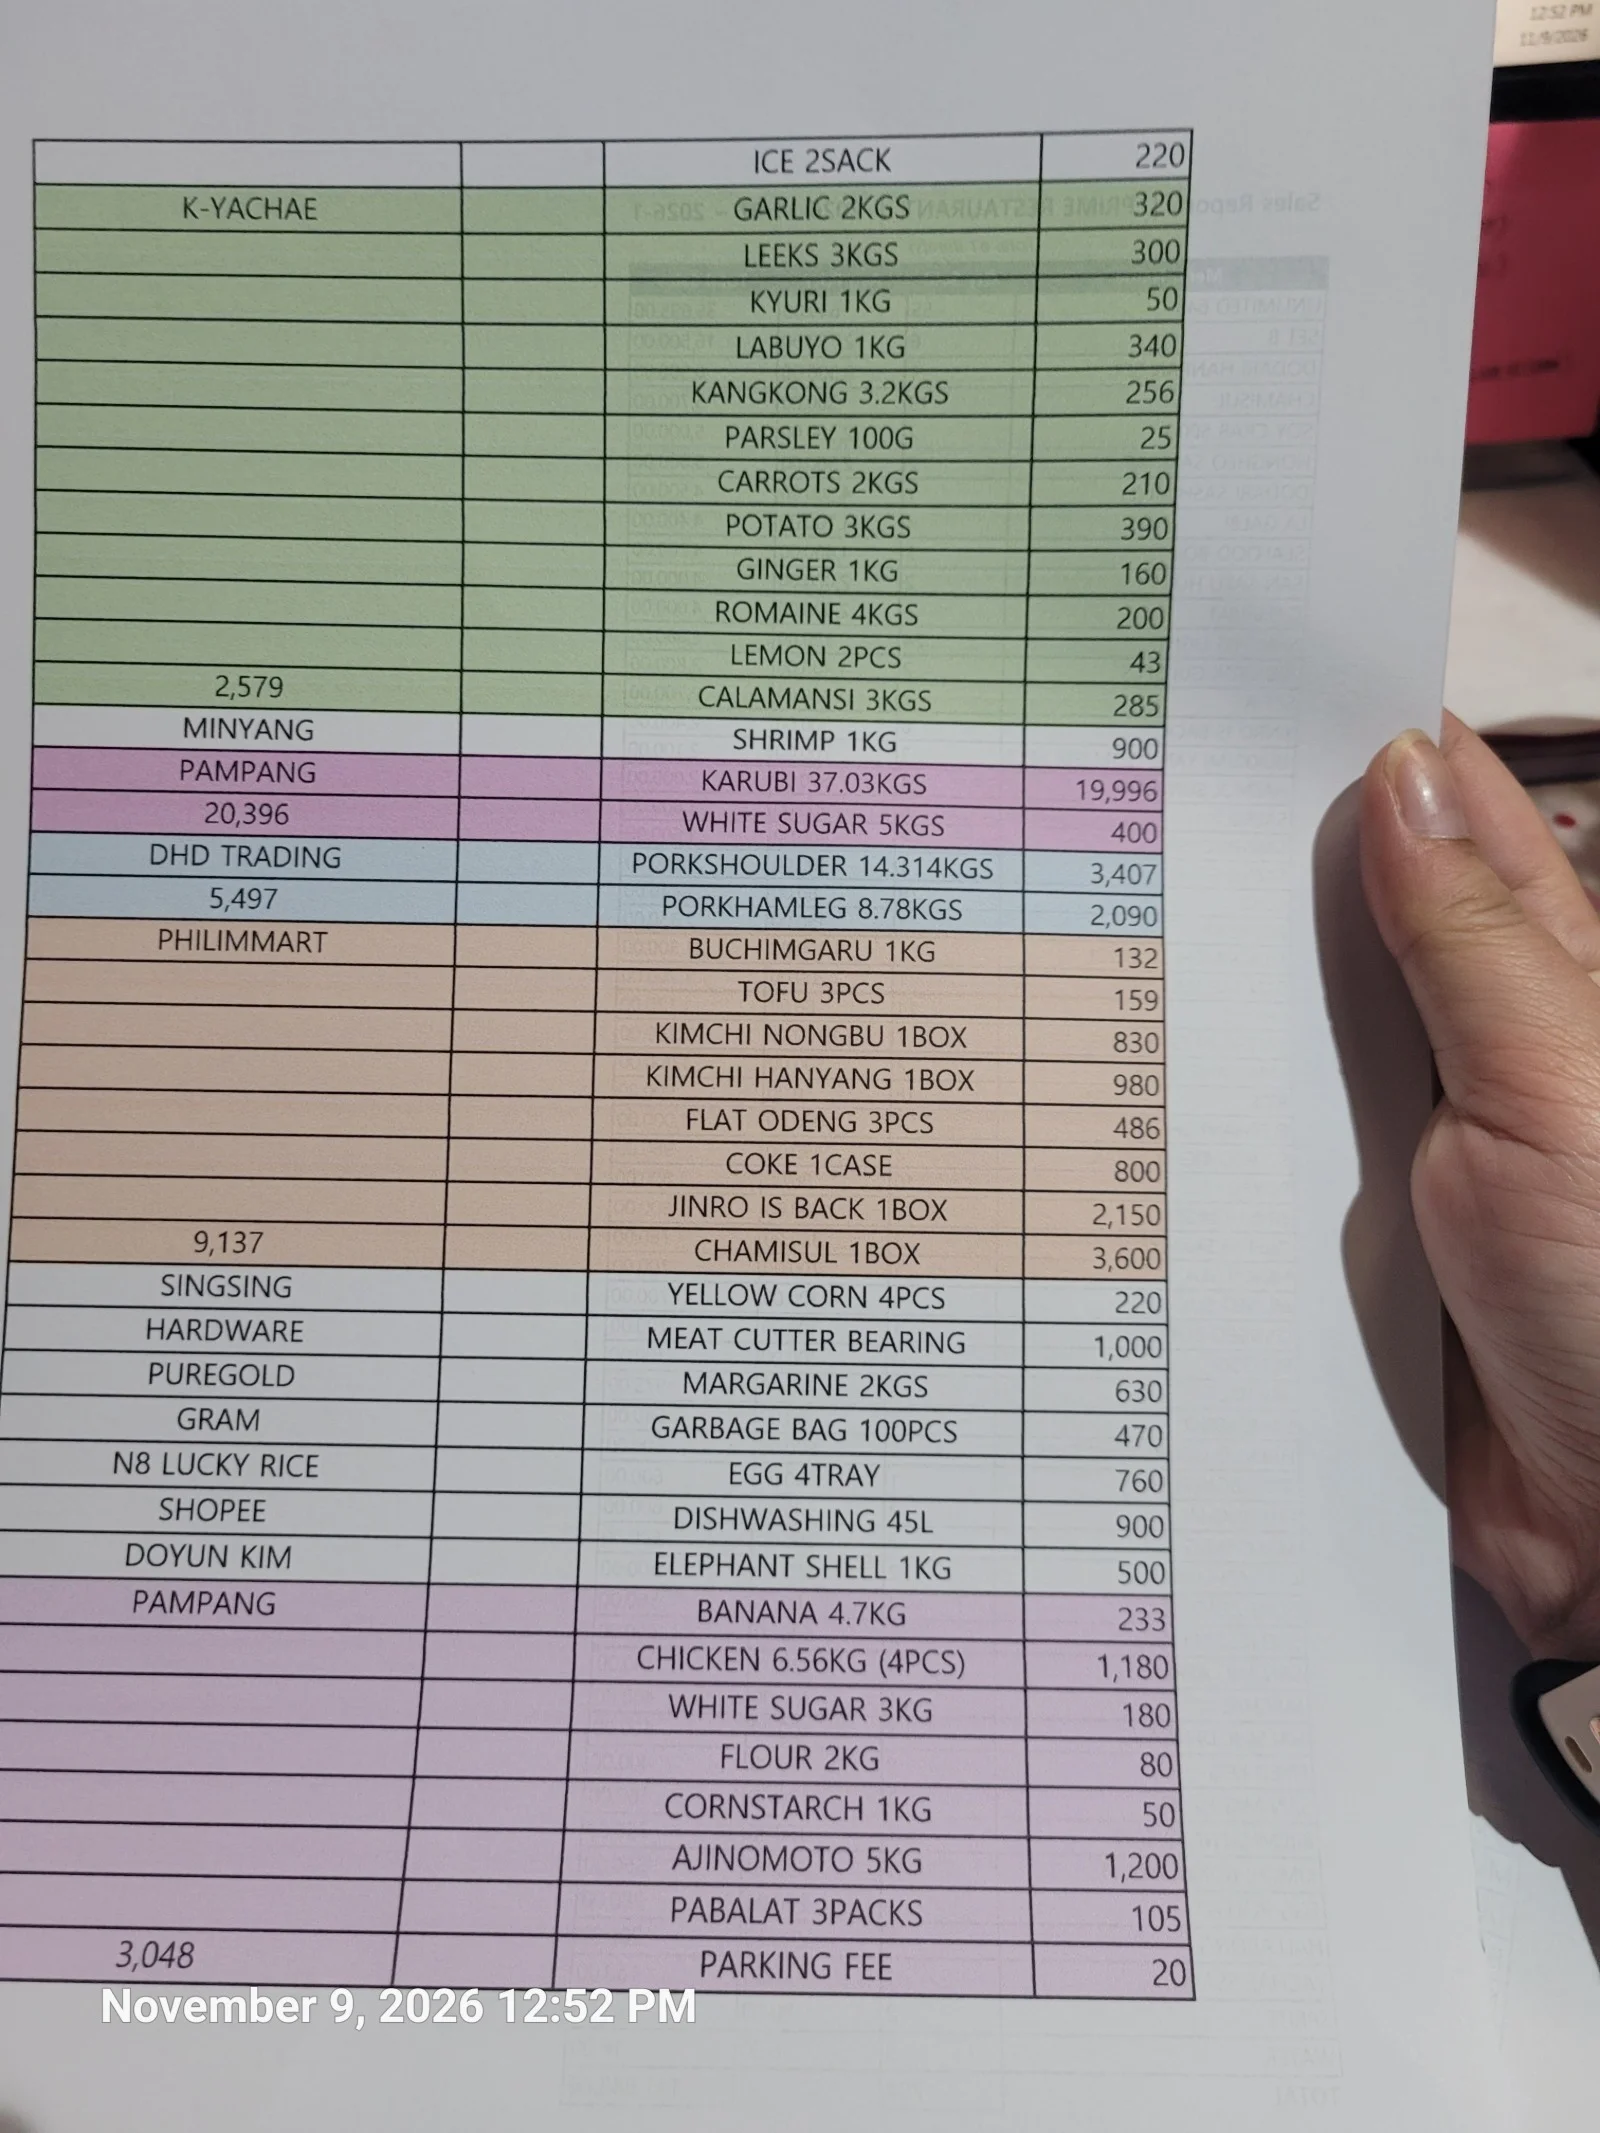 12:52 PM
11/9/2026
ICE 2SACK 220
K-YACHAE GARLIC 2KGS 320
LEEKS 3KGS 300
KYURI 1KG 50
LABUYO 1KG 340
KANGKONG 3.2KGS 256
PARSLEY 100G 25
CARROTS 2KGS 210
POTATO 3KGS 390
GINGER 1KG 160
ROMAINE 4KGS 200
LEMON 2PCS 43
2,579 CALAMANSI 3KGS 285
MINYANG SHRIMP 1KG 900
PAMPANG KARUBI 37.03KGS 19,996
20,396 WHITE SUGAR 5KGS 400
DHD TRADING PORKSHOULDER 14.314KGS 3,407
5,497 PORKHAMLEG 8.78KGS 2,090
PHILIMMART BUCHIMGARU 1KG 132
TOFU 3PCS 159
KIMCHI NONGBU 1BOX 830
KIMCHI HANYANG 1BOX 980
FLAT ODENG 3PCS 486
COKE 1CASE 800
JINRO IS BACK 1BOX 2,150
9,137 CHAMISUL 1BOX 3,600
SINGSING YELLOW CORN 4PCS 220
HARDWARE MEAT CUTTER BEARING 1,000
PUREGOLD MARGARINE 2KGS 630
GRAM GARBAGE BAG 100PCS 470
N8 LUCKY RICE EGG 4TRAY 760
SHOPEE DISHWASHING 45L 900
DOYUN KIM ELEPHANT SHELL 1KG 500
PAMPANG BANANA 4.7KG 233
CHICKEN 6.56KG (4PCS) 1,180
WHITE SUGAR 3KG 180
FLOUR 2KG 80
CORNSTARCH 1KG 50
AJINOMOTO 5KG 1,200
PABALAT 3PACKS 105
3,048 PARKING FEE 20
November 9, 2026 12:52 PM